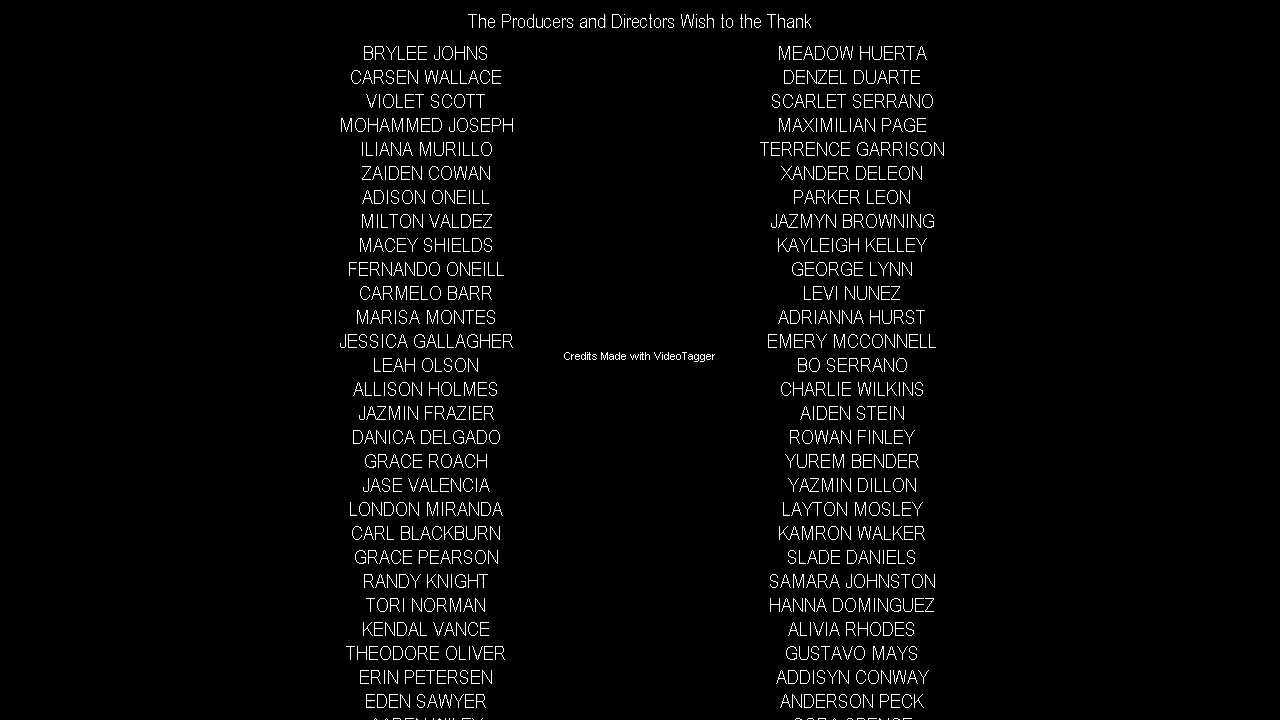 The Producers and Directors Wish to the Thank
BRYLEE JOHNS
CARSEN WALLACE
VIOLET SCOTT
MOHAMMED JOSEPH
ILIANA MURILLO
ZAIDEN COWAN
ADISON ONEILL
MILTON VALDEZ
MACEY SHIELDS
FERNANDO ONEILL
CARMELO BARR
MARISA MONTES
JESSICA GALLAGHER
LEAH OLSON
ALLISON HOLMES
JAZMIN FRAZIER
DANICA DELGADO
GRACE ROACH
JASE VALENCIA
LONDON MIRANDA
CARL BLACKBURN
GRACE PEARSON
RANDY KNIGHT
TORI NORMAN
KENDAL VANCE
THEODORE OLIVER
ERIN PETERSEN
EDEN SAWYER
Credits Made with VideoTagger
MEADOW HUERTA
DENZEL DUARTE
SCARLET SERRANO
MAXIMILIAN PAGE
TERRENCE GARRISON
XANDER DELEON
PARKER LEON
JAZMYN BROWNING
KAYLEIGH KELLEY
GEORGE LYNN
LEVI NUNEZ
ADRIANNA HURST
EMERY MCCONNELL
BO SERRANO
CHARLIE WILKINS
AIDEN STEIN
ROWAN FINLEY
YUREM BENDER
YAZMIN DILLON
LAYTON MOSLEY
KAMRON WALKER
SLADE DANIELS
SAMARA JOHNSTON
HANNA DOMINGUEZ
ALIVIA RHODES
GUSTAVO MAYS
ADDISYN CONWAY
ANDERSON PECK